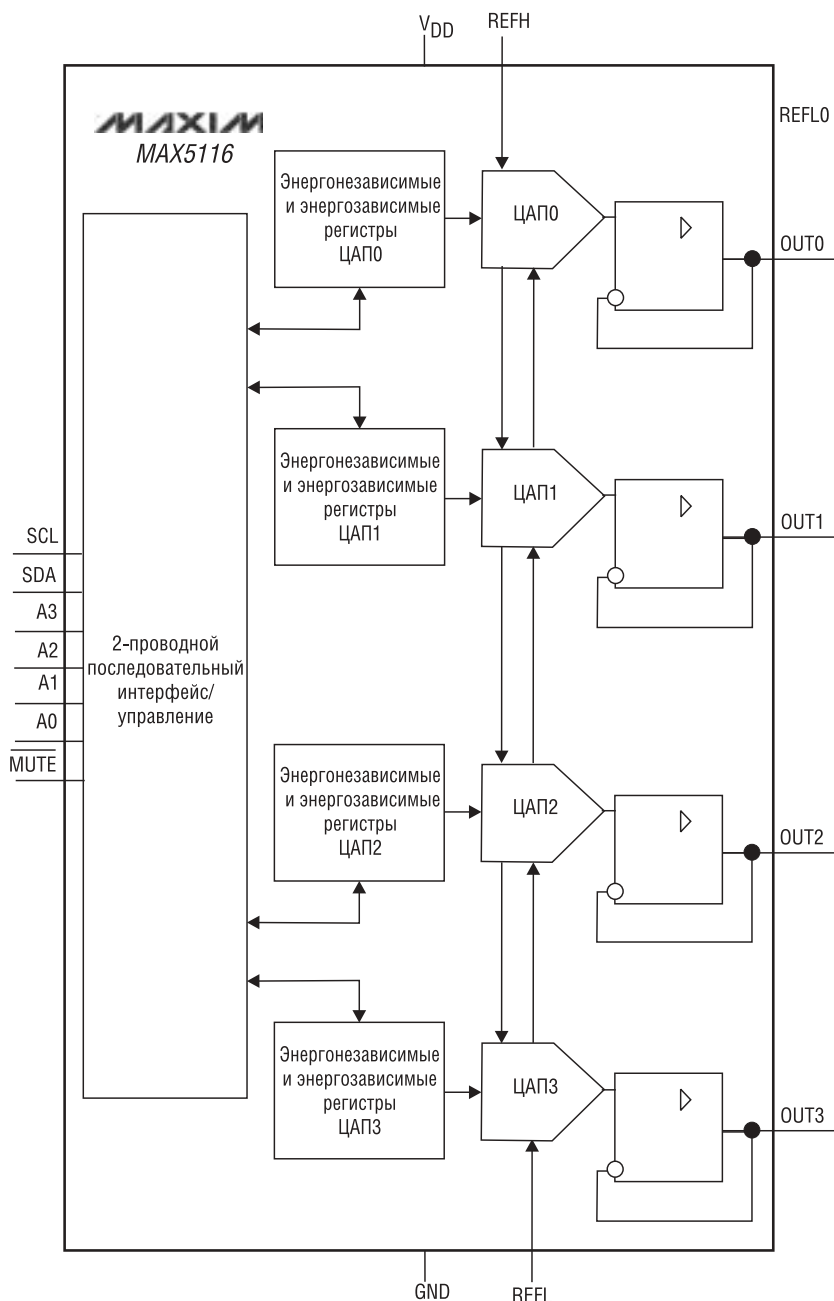 VDD
REFH
MAXIM
MAX5116
REFL0
Энергонезависимые
и энергозависимые
регистры
ЦАП0
ЦАП0
OUT0
Энергонезависимые
и энергозависимые
регистры
ЦАП1
ЦАП1
OUT1
SCL
SDA
A3
A2
A1
A0
MUTE
2-проводной
последовательный
интерфейс/
управление
Энергонезависимые
и энергозависимые
регистры
ЦАП2
ЦАП2
OUT2
Энергонезависимые
и энергозависимые
регистры
ЦАП3
ЦАП3
OUT3
GND
REFL